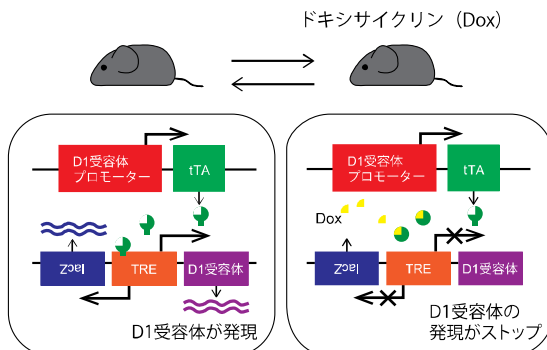 ドキシサイクリン（Dox）
D1受容体
プロモーター
tTA
lacZ
TRE
D1受容体
D1受容体が発現
D1受容体
プロモーター
tTA
Dox
lacZ
TRE
D1受容体
D1受容体の
発現がストップ